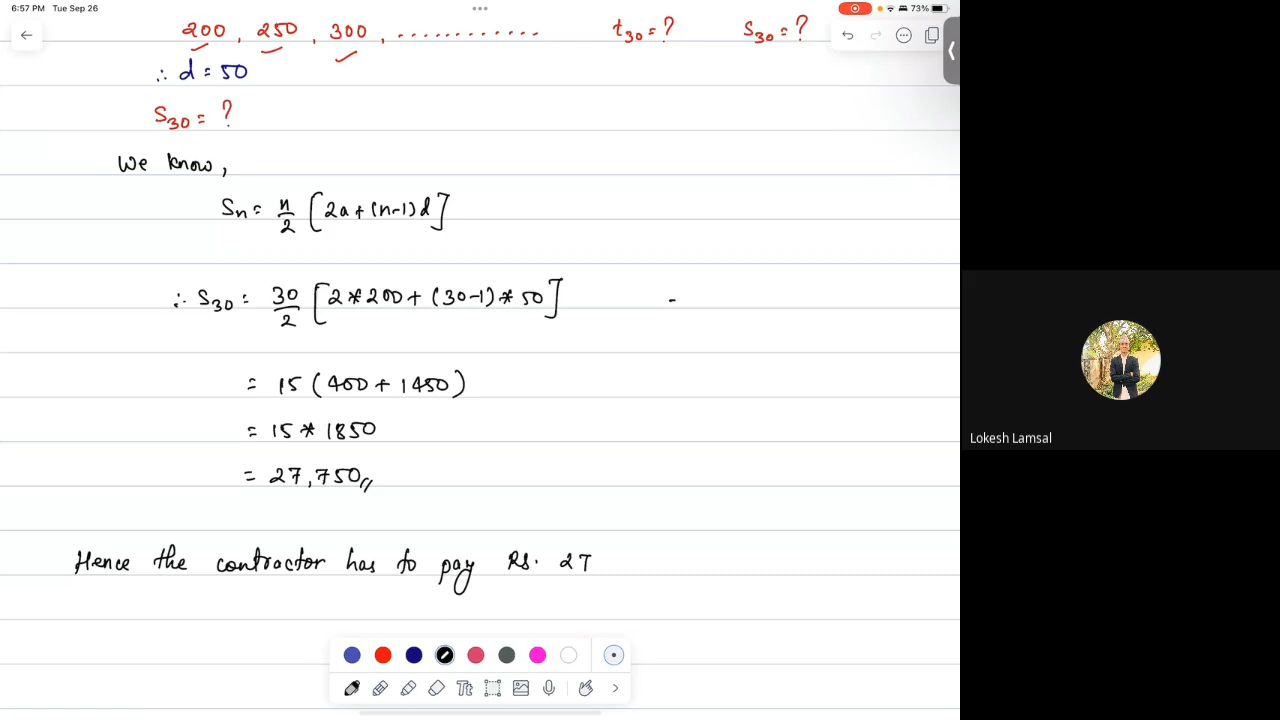 6:57 PM Tue Sep 26
73%
200, 250, 300, ............ t30 = ? S30 = ?
∴ d = 50
S30 = ?
We know,
Sn = n/2 [2a + (n-1)d]
∴ S30 = 30/2 [2*200 + (30-1)*50] -
= 15 (400 + 1450)
= 15 * 1850
= 27,750//
Hence the contractor has to pay Rs. 27
Lokesh Lamsal
Tt